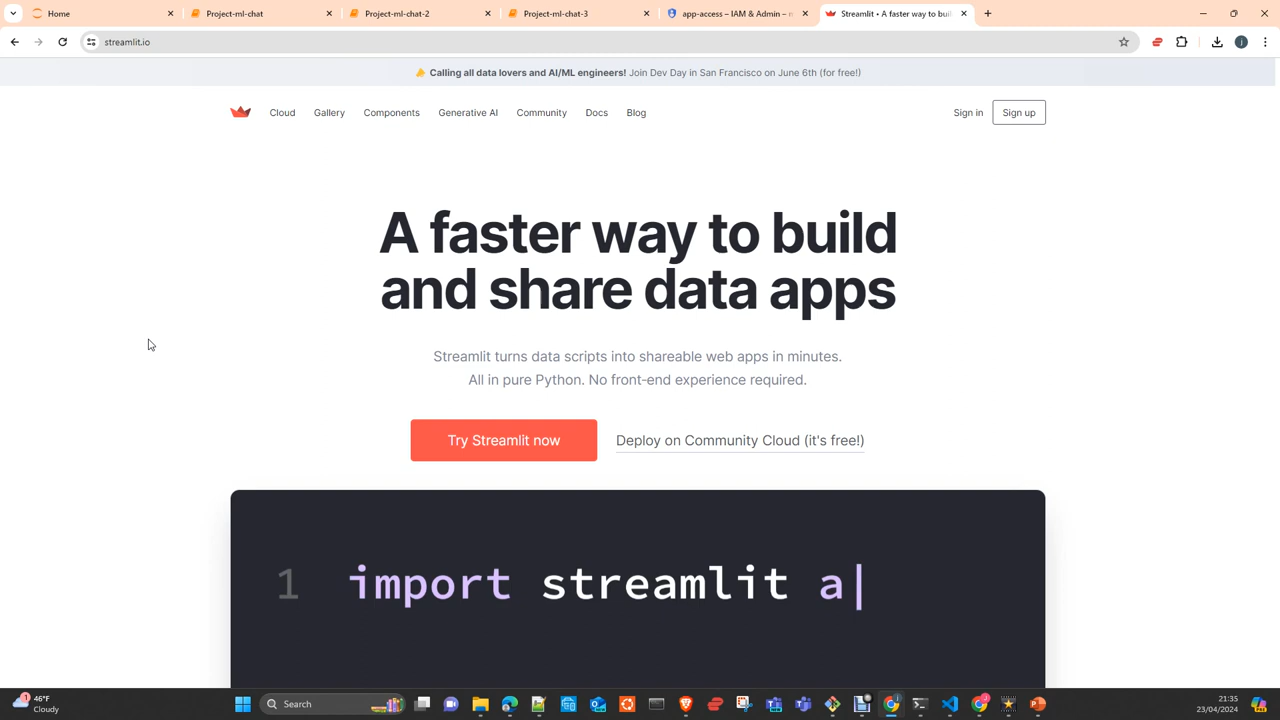 Home
Project-ml-chat
Project-ml-chat-2
Project-ml-chat-3
app-access – IAM & Admin –
Streamlit • A faster way to
streamlit.io
Calling all data lovers and AI/ML engineers! Join Dev Day in San Francisco on June 6th (for free!)
Cloud Gallery Components Generative AI Community Docs Blog Sign in Sign up
A faster way to build
and share data apps
Streamlit turns data scripts into shareable web apps in minutes.
All in pure Python. No front-end experience required.
Try Streamlit now
Deploy on Community Cloud (it's free!)
1 import streamlit a
1
46°F
Cloudy
Search
21:35
23/04/2024